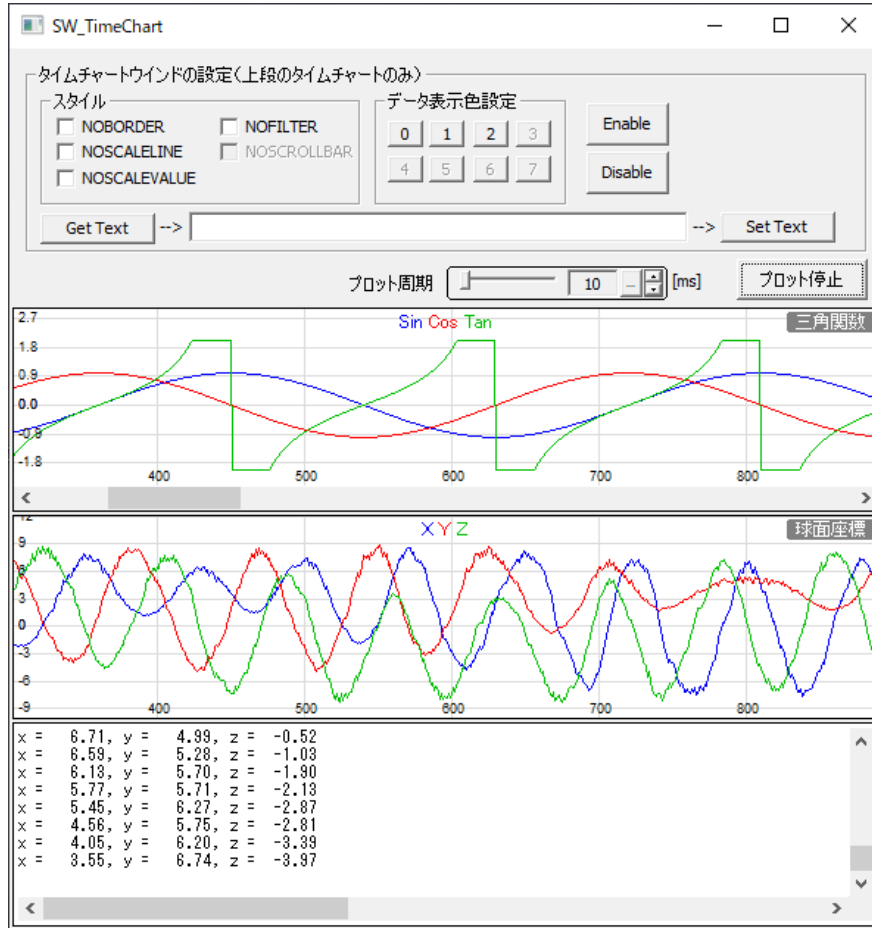 SW_TimeChart
タイムチャートウインドの設定(上段のタイムチャートのみ)
スタイル
NOBORDER NOFILTER
NOSCALELINE NOSCROLLBAR
NOSCALEVALUE
データ表示色設定
0 1 2 3
4 5 6 7
Enable
Disable
Get Text --> --> Set Text
プロット周期 10 ... [ms] プロット停止
2.7 Sin Cos Tan 三角関数
1.8
0.9
0.0
-0.9
-1.8
400 500 600 700 800
12 X Y Z 球面座標
9
6
3
0
-3
-6
-9 400 500 600 700 800
x = 6.71, y = 4.99, z = -0.52
x = 6.59, y = 5.28, z = -1.03
x = 6.13, y = 5.70, z = -1.90
x = 5.77, y = 5.71, z = -2.13
x = 5.45, y = 6.27, z = -2.87
x = 4.56, y = 5.75, z = -2.81
x = 4.05, y = 6.20, z = -3.39
x = 3.55, y = 6.74, z = -3.97